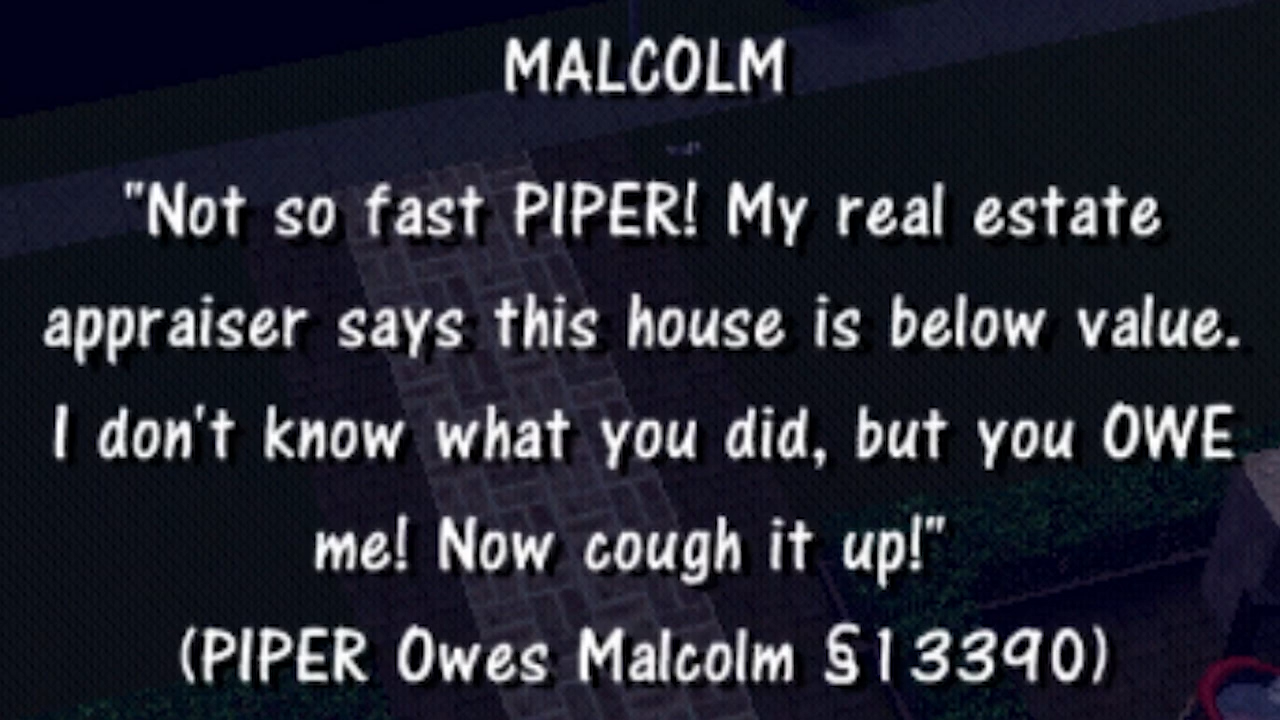 MALCOLM
"Not so fast PIPER! My real estate
appraiser says this house is below value.
I don't know what you did, but you OWE
me! Now cough it up!"
(PIPER Owes Malcolm §13390)